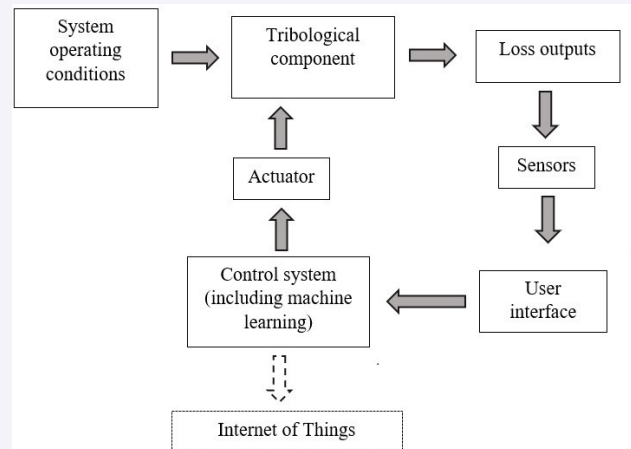 System
operating
conditions
Tribological
component
Loss outputs
Sensors
Actuator
Control system
(including machine
learning)
User
interface
Internet of Things